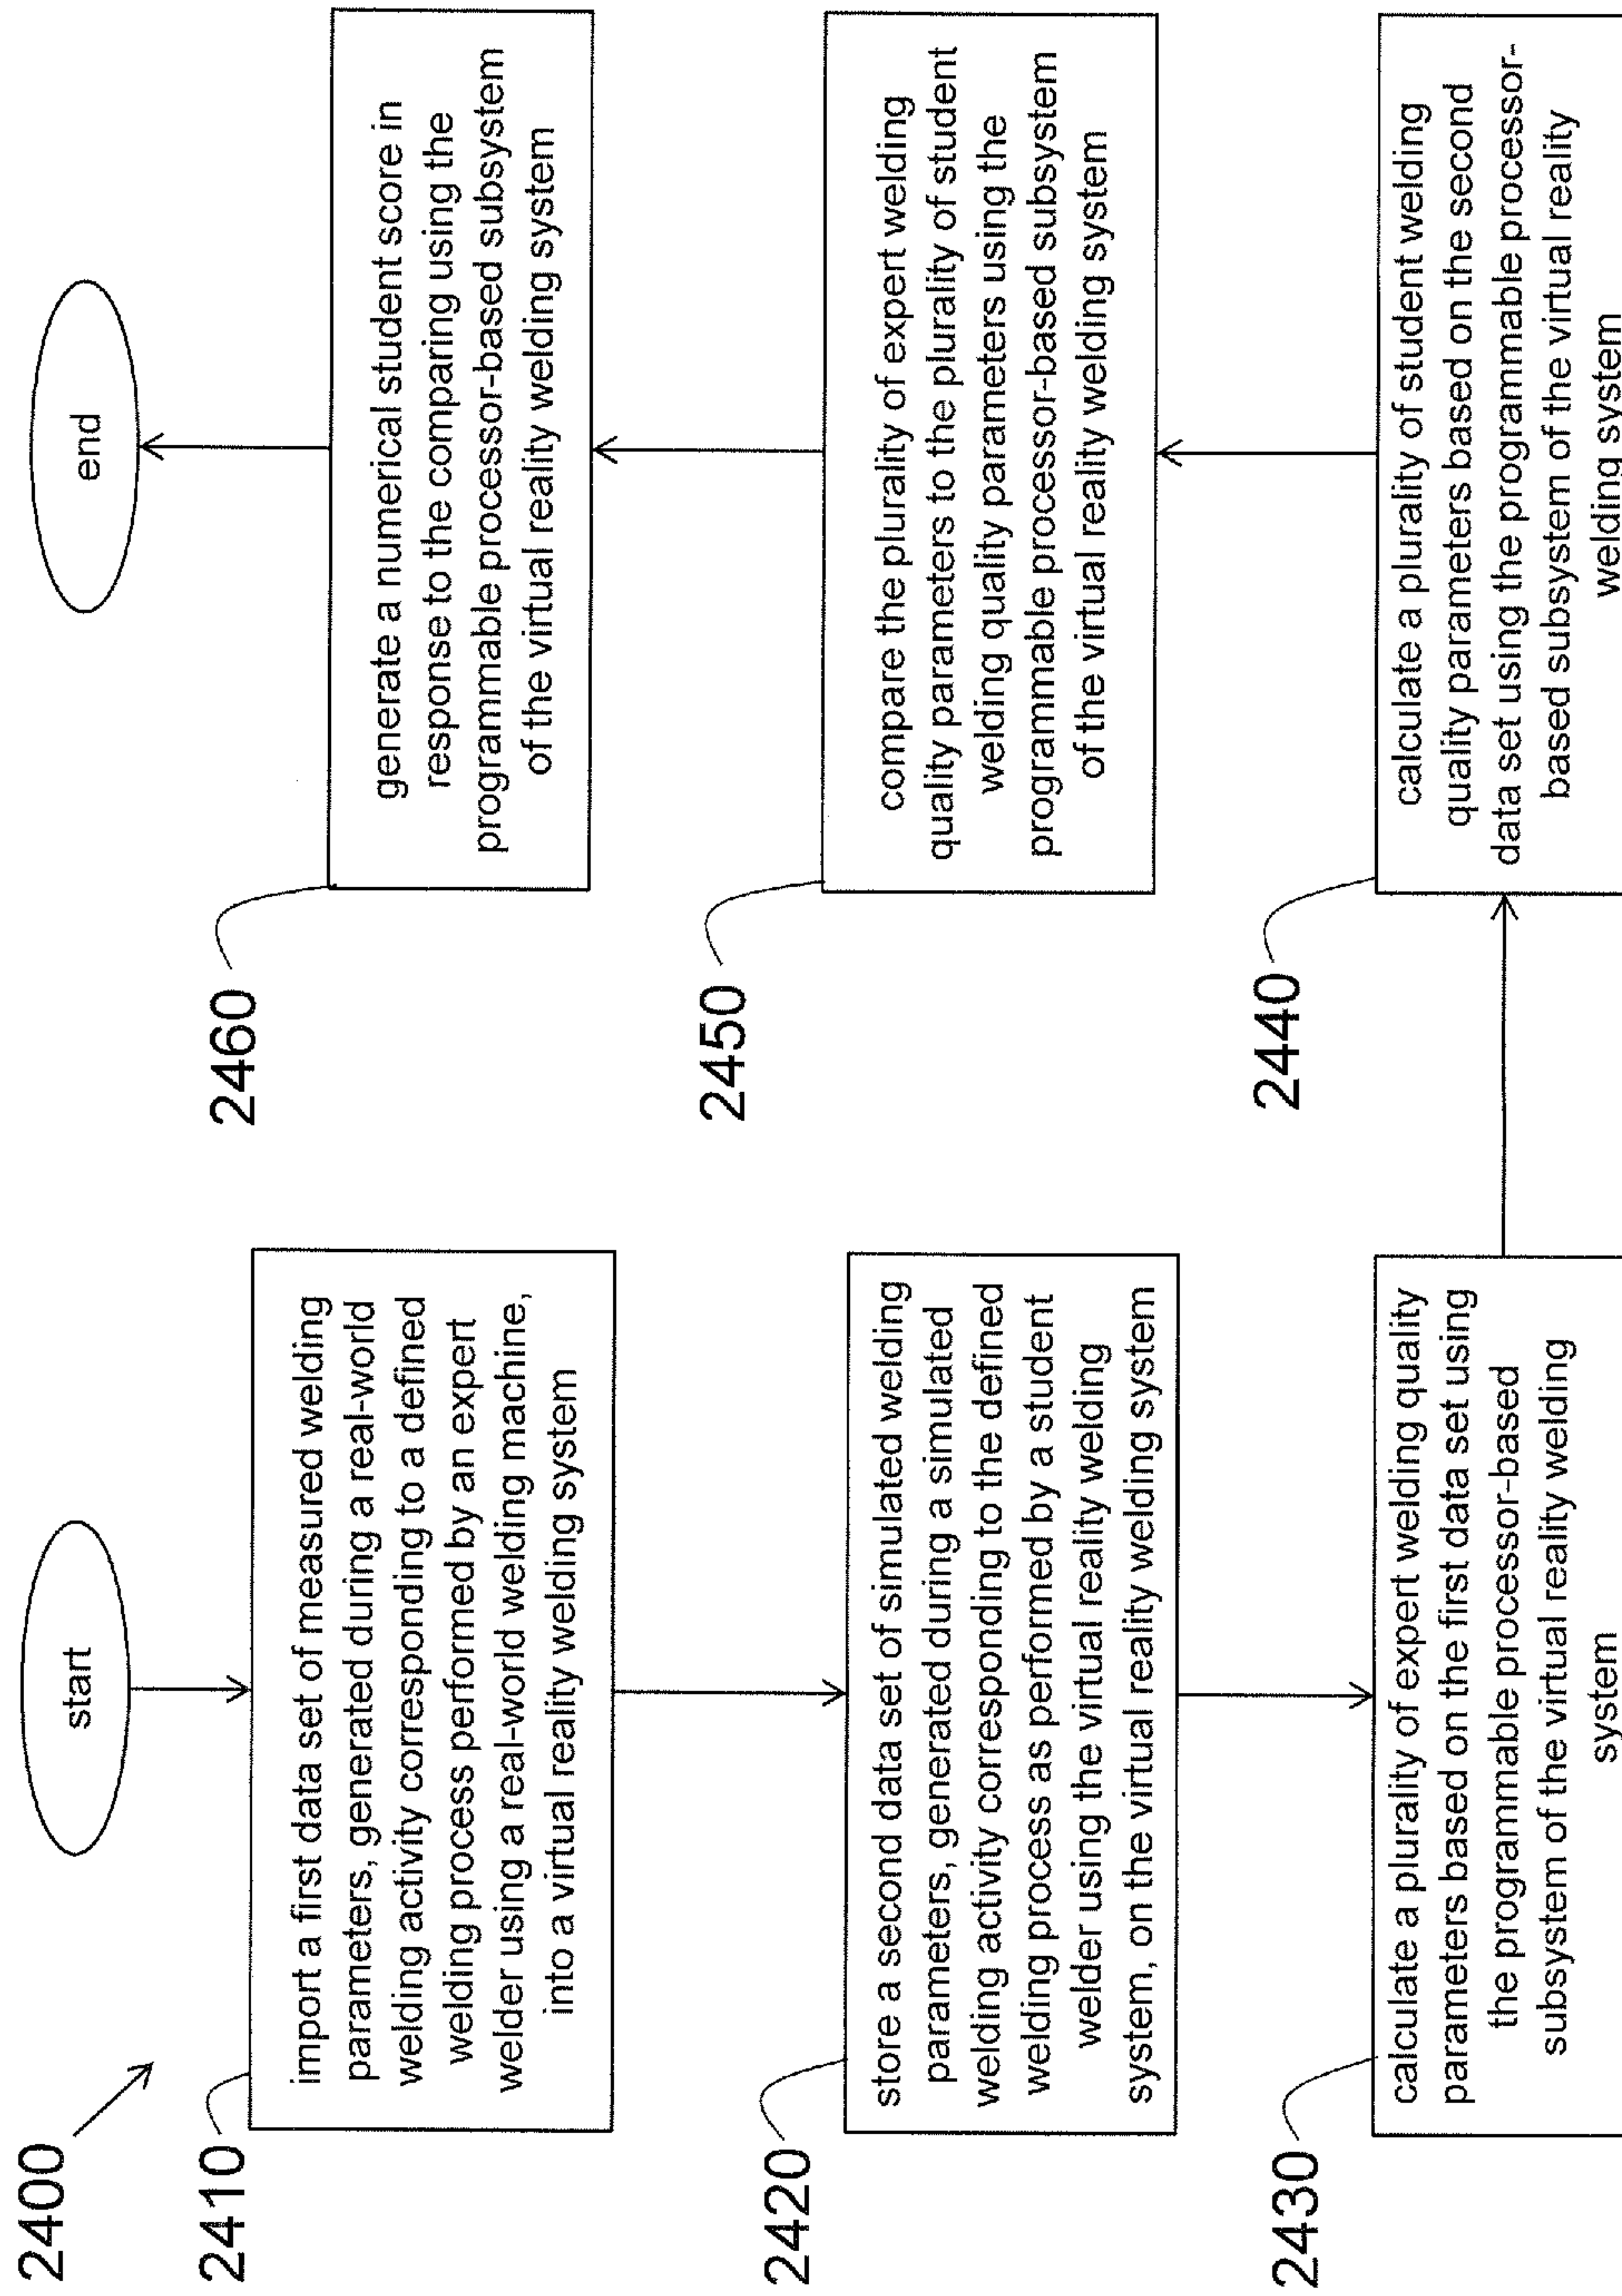 2400
start
2410
import a first data set of measured welding
parameters, generated during a real-world
welding activity corresponding to a defined
welding process performed by an expert
welder using a real-world welding machine,
into a virtual reality welding system
2420
store a second data set of simulated welding
parameters, generated during a simulated
welding activity corresponding to the defined
welding process as performed by a student
welder using the virtual reality welding
system, on the virtual reality welding system
2430
calculate a plurality of expert welding quality
parameters based on the first data set using
the programmable processor-based
subsystem of the virtual reality welding
system
2440
calculate a plurality of student welding
quality parameters based on the second
data set using the programmable processor-
based subsystem of the virtual reality
welding system
2450
compare the plurality of expert welding
quality parameters to the plurality of student
welding quality parameters using the
programmable processor-based subsystem
of the virtual reality welding system
2460
generate a numerical student score in
response to the comparing using the
programmable processor-based subsystem
of the virtual reality welding system
end